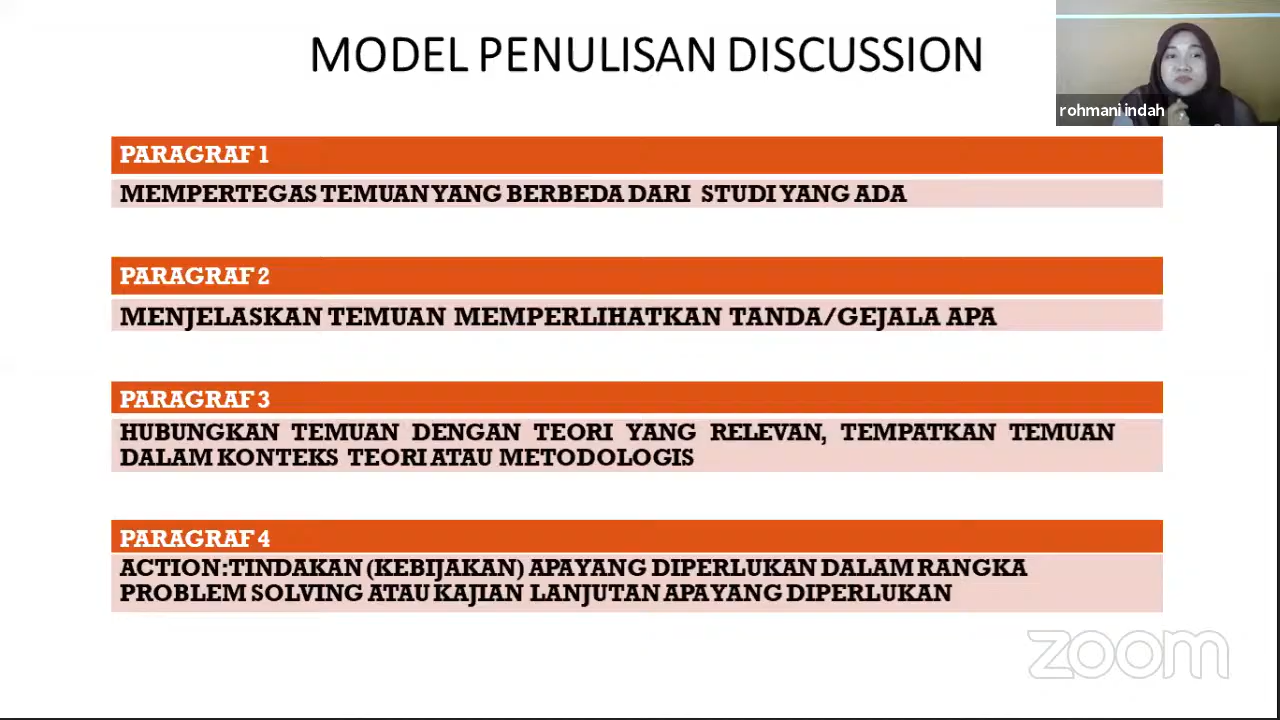 MODEL PENULISAN DISCUSSION
rohmani indah
PARAGRAF 1
MEMPERTEGAS TEMUAN YANG BERBEDA DARI STUDI YANG ADA
PARAGRAF 2
MENJELASKAN TEMUAN MEMPERLIHATKAN TANDA/GEJALA APA
PARAGRAF 3
HUBUNGKAN TEMUAN DENGAN TEORI YANG RELEVAN, TEMPATKAN TEMUAN
DALAM KONTEKS TEORI ATAU METODOLOGIS
PARAGRAF 4
ACTION: TINDAKAN (KEBIJAKAN) APA YANG DIPERLUKAN DALAM RANGKA
PROBLEM SOLVING ATAU KAJIAN LANJUTAN APA YANG DIPERLUKAN
zoom